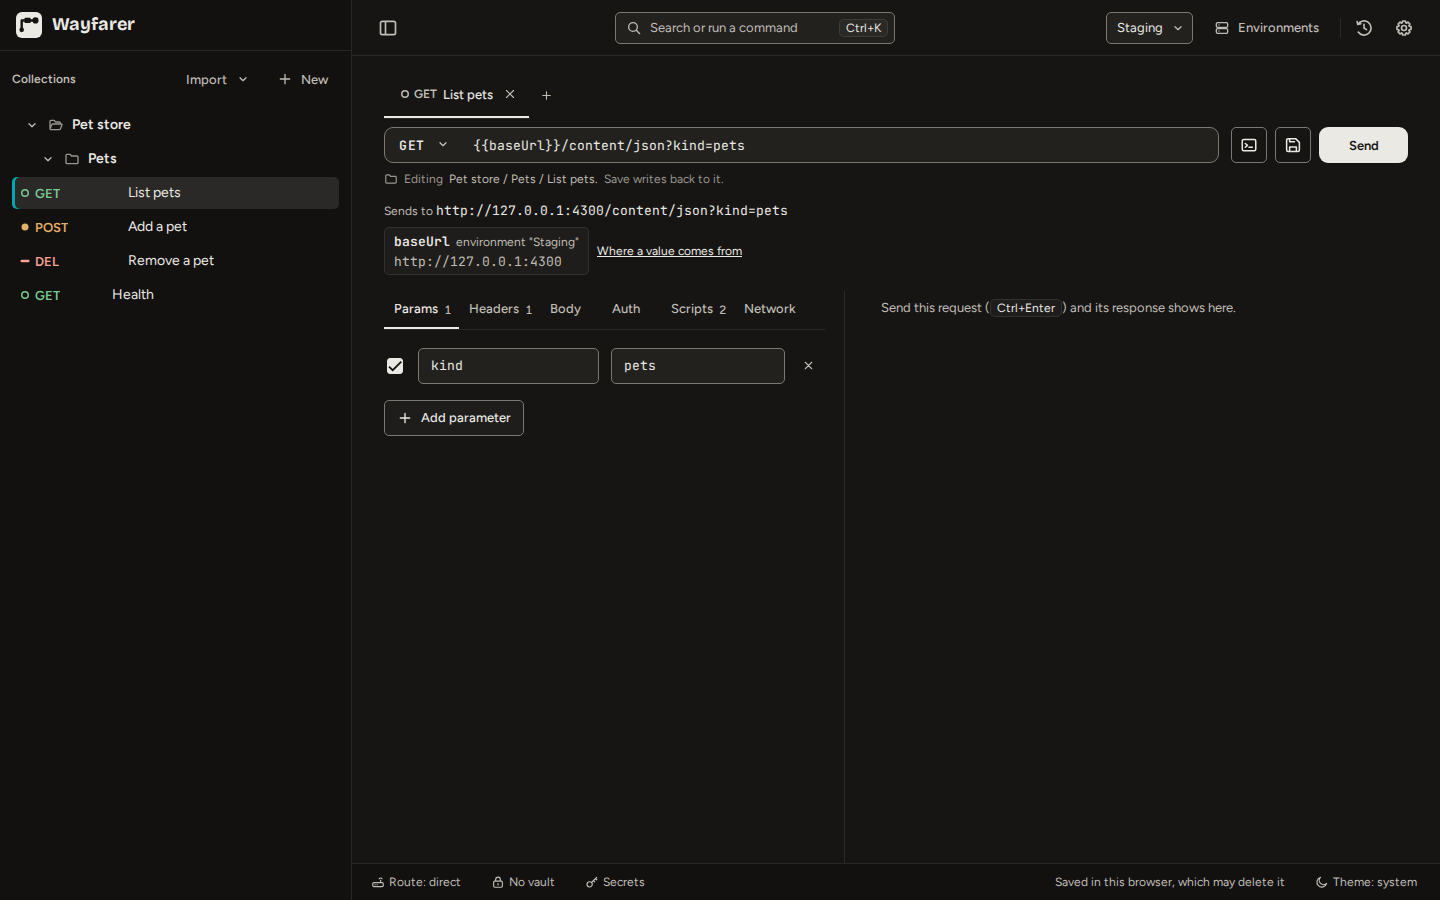 Wayfarer
Search or run a command Ctrl+K
Staging
Environments
Collections Import New
Pet store
Pets
GET List pets
POST Add a pet
DEL Remove a pet
GET Health
GET List pets
GET {{baseUrl}}/content/json?kind=pets
Send
Editing Pet store / Pets / List pets. Save writes back to it.
Sends to http://127.0.0.1:4300/content/json?kind=pets
baseUrl environment "Staging"
http://127.0.0.1:4300
Where a value comes from
Params 1 Headers 1 Body Auth Scripts 2 Network
kind pets
Add parameter
Send this request (Ctrl+Enter) and its response shows here.
Route: direct No vault Secrets
Saved in this browser, which may delete it Theme: system